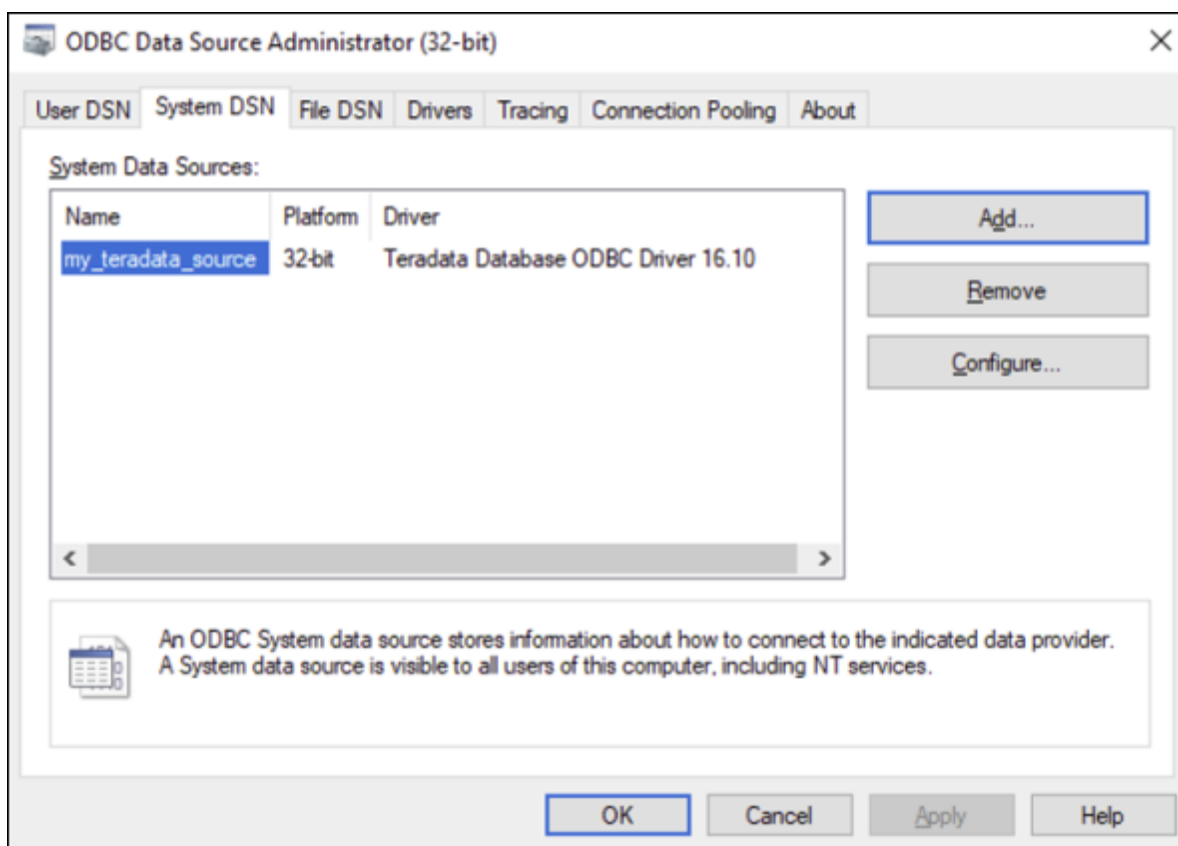 ODBC Data Source Administrator (32-bit)
User DSN System DSN File DSN Drivers Tracing Connection Pooling About
System Data Sources:
Name Platform Driver
my_teradata_source 32-bit Teradata Database ODBC Driver 16.10
Add...
Remove
Configure...
An ODBC System data source stores information about how to connect to the indicated data provider.
A System data source is visible to all users of this computer, including NT services.
OK Cancel Apply Help